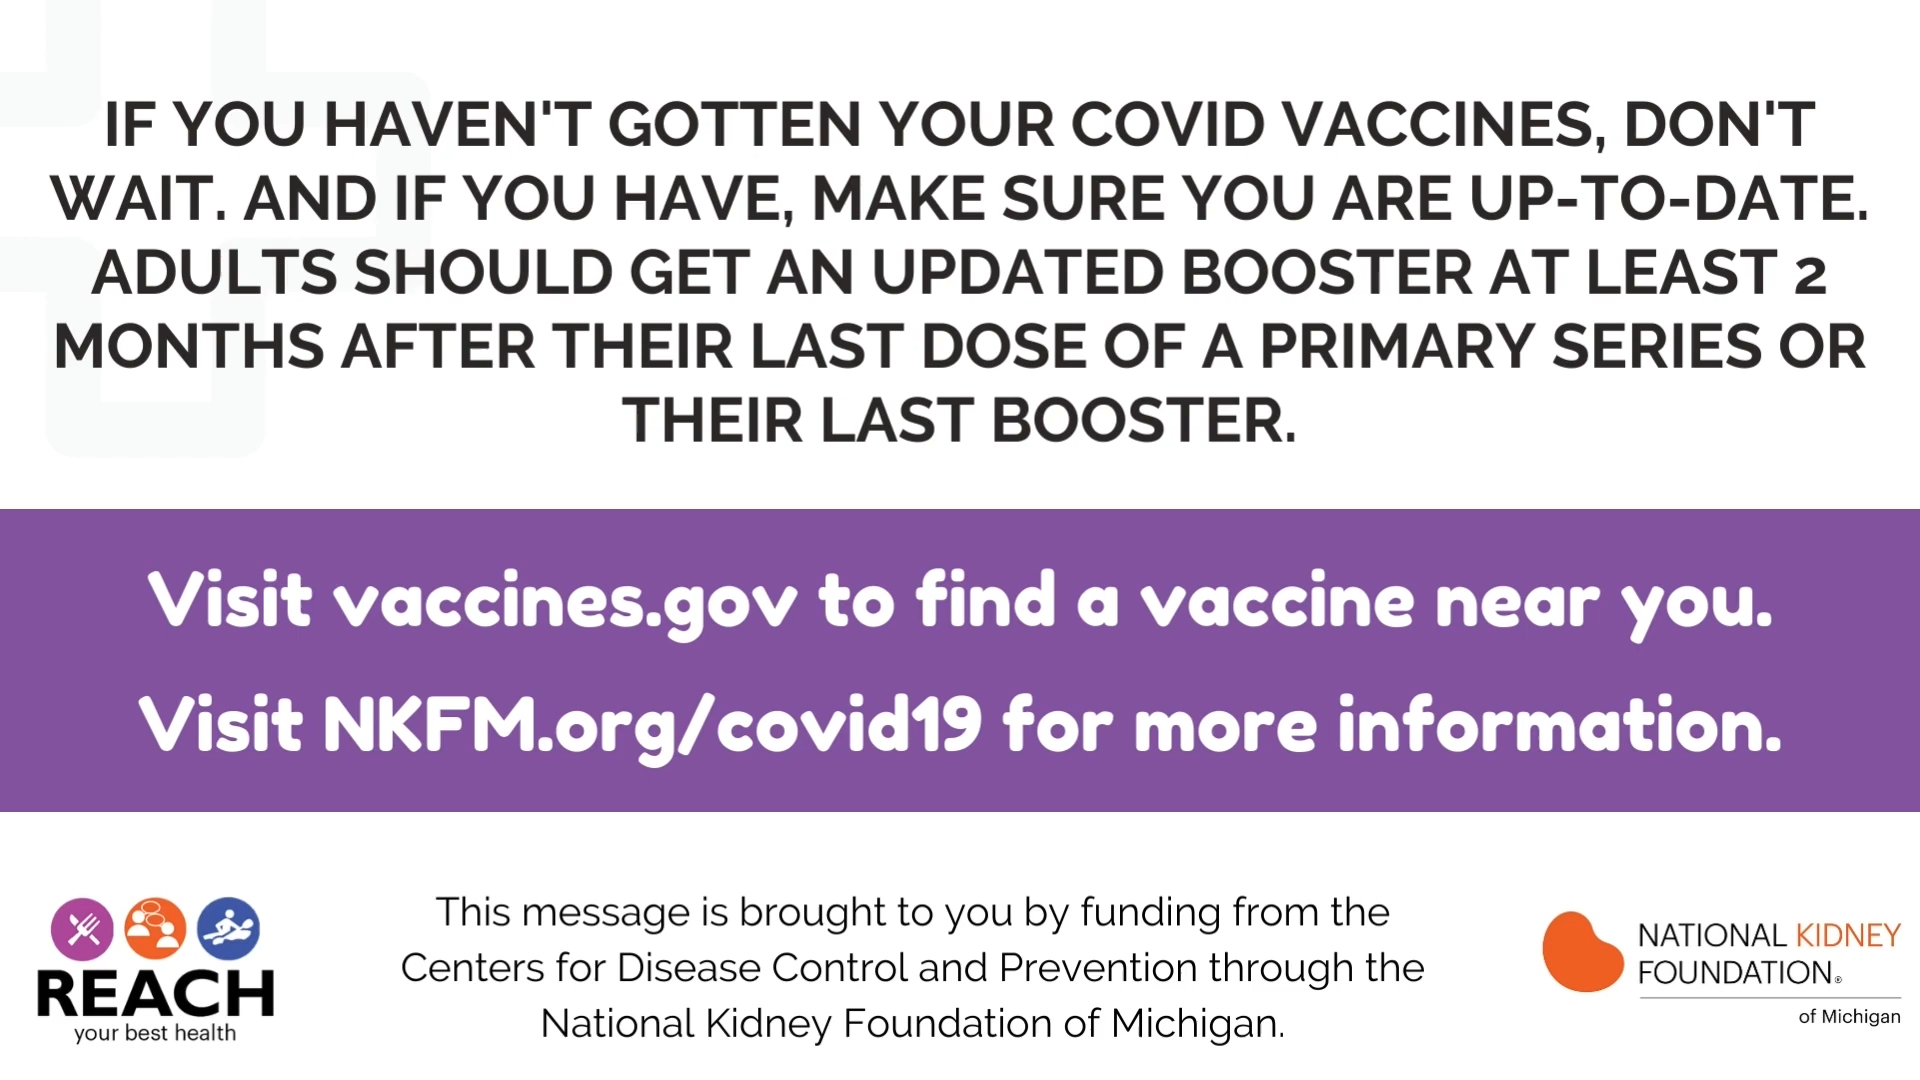 IF YOU HAVEN'T GOTTEN YOUR COVID VACCINES, DON'T
WAIT. AND IF YOU HAVE, MAKE SURE YOU ARE UP-TO-DATE.
ADULTS SHOULD GET AN UPDATED BOOSTER AT LEAST 2
MONTHS AFTER THEIR LAST DOSE OF A PRIMARY SERIES OR
THEIR LAST BOOSTER.
Visit vaccines.gov to find a vaccine near you.
Visit NKFM.org/covid19 for more information.
REACH
your best health
This message is brought to you by funding from the
Centers for Disease Control and Prevention through the
National Kidney Foundation of Michigan.
NATIONAL KIDNEY
FOUNDATION®
of Michigan